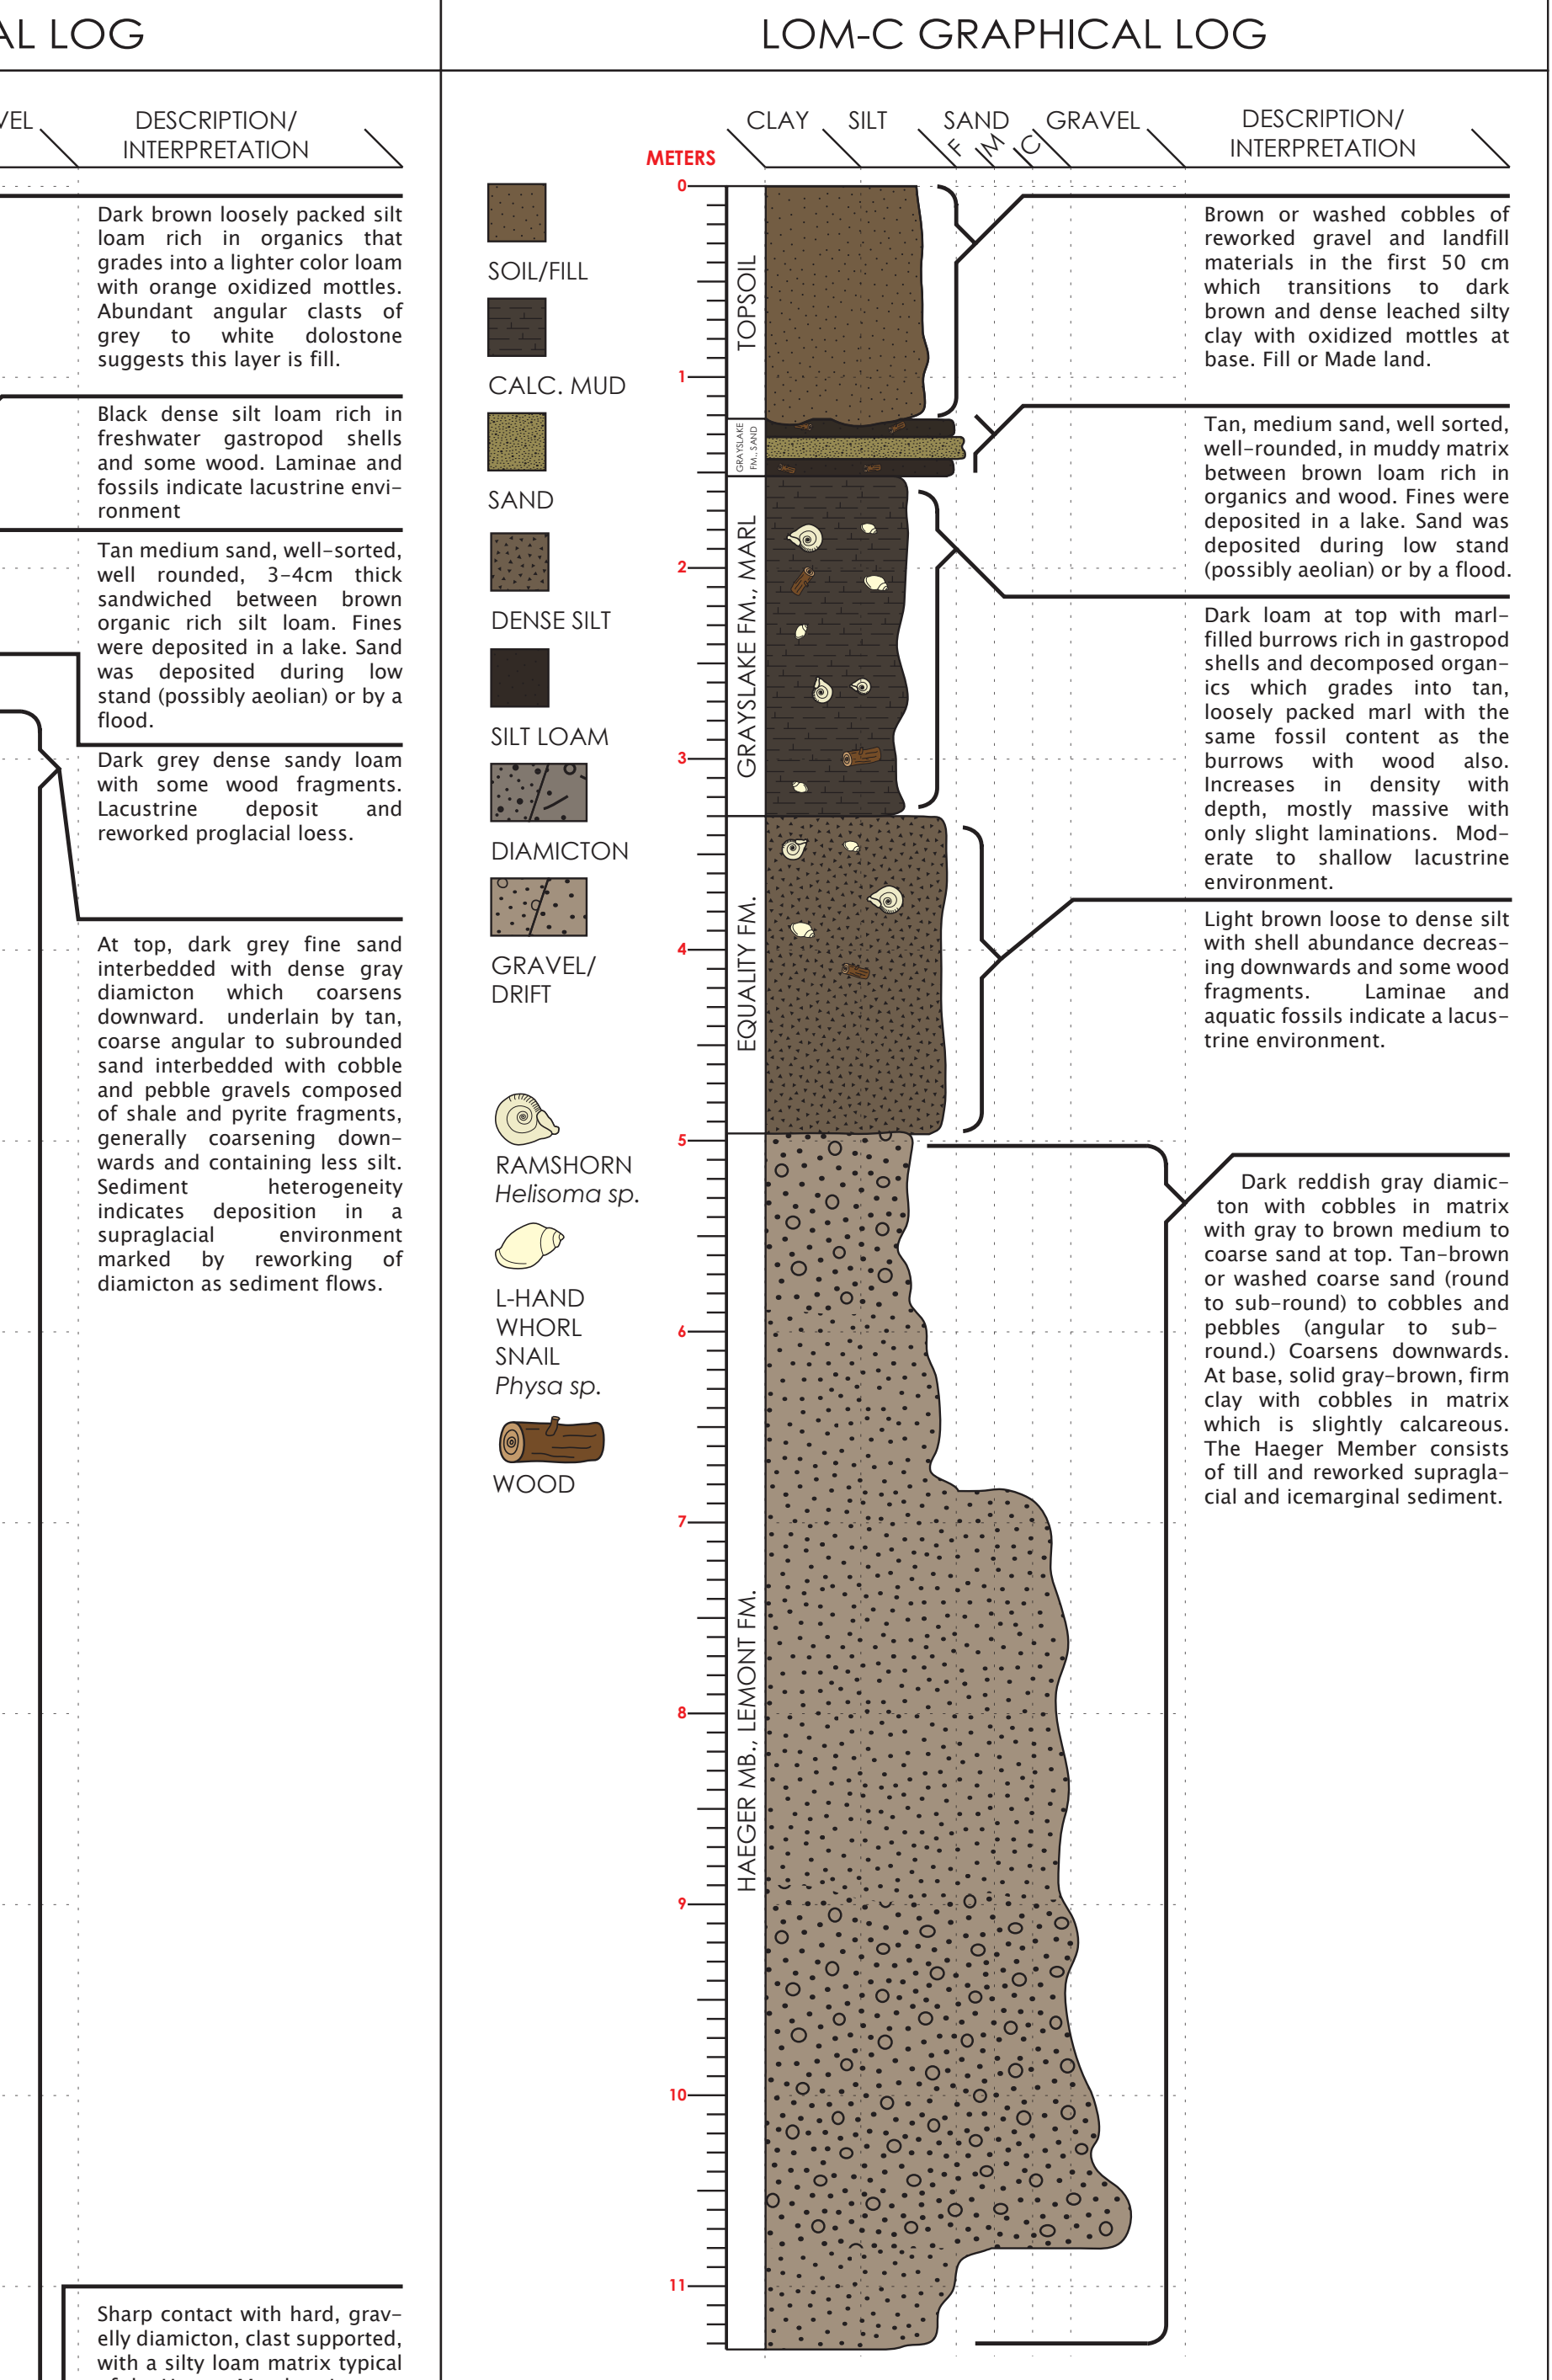 AL LOG
VEL
DESCRIPTION/
INTERPRETATION
Dark brown loosely packed silt
loam rich in organics that
grades into a lighter color loam
with orange oxidized mottles.
Abundant angular clasts of
grey to white dolostone
suggests this layer is fill.
Black dense silt loam rich in
freshwater gastropod shells
and some wood. Laminae and
fossils indicate lacustrine envi-
ronment
Tan medium sand, well-sorted,
well rounded, 3-4cm thick
sandwiched between brown
organic rich silt loam. Fines
were deposited in a lake. Sand
was deposited during low
stand (possibly aeolian) or by a
flood.
Dark grey dense sandy loam
with some wood fragments.
Lacustrine deposit and
reworked proglacial loess.
At top, dark grey fine sand
interbedded with dense gray
diamicton which coarsens
downward. underlain by tan,
coarse angular to subrounded
sand interbedded with cobble
and pebble gravels composed
of shale and pyrite fragments,
generally coarsening down-
wards and containing less silt.
Sediment heterogeneity
indicates deposition in a
supraglacial environment
marked by reworking of
diamicton as sediment flows.
Sharp contact with hard, grav-
elly diamicton, clast supported,
with a silty loam matrix typical
LOM-C GRAPHICAL LOG
SOIL/FILL
CALC. MUD
SAND
DENSE SILT
SILT LOAM
DIAMICTON
GRAVEL/
DRIFT
RAMSHORN
Helisoma sp.
L-HAND
WHORL
SNAIL
Physa sp.
WOOD
METERS
0
1
2
3
4
5
6
7
8
9
10
11
CLAY
SILT
SAND
F
M
C
GRAVEL
TOPSOIL
GRAYSLAKE
FM., SAND
GRAYSLAKE FM., MARL
EQUALITY FM.
HAEGER MB., LEMONT FM.
DESCRIPTION/
INTERPRETATION
Brown or washed cobbles of
reworked gravel and landfill
materials in the first 50 cm
which transitions to dark
brown and dense leached silty
clay with oxidized mottles at
base. Fill or Made land.
Tan, medium sand, well sorted,
well-rounded, in muddy matrix
between brown loam rich in
organics and wood. Fines were
deposited in a lake. Sand was
deposited during low stand
(possibly aeolian) or by a flood.
Dark loam at top with marl-
filled burrows rich in gastropod
shells and decomposed organ-
ics which grades into tan,
loosely packed marl with the
same fossil content as the
burrows with wood also.
Increases in density with
depth, mostly massive with
only slight laminations. Mod-
erate to shallow lacustrine
environment.
Light brown loose to dense silt
with shell abundance decreas-
ing downwards and some wood
fragments. Laminae and
aquatic fossils indicate a lacus-
trine environment.
Dark reddish gray diamic-
ton with cobbles in matrix
with gray to brown medium to
coarse sand at top. Tan-brown
or washed coarse sand (round
to sub-round) to cobbles and
pebbles (angular to sub-
round.) Coarsens downwards.
At base, solid gray-brown, firm
clay with cobbles in matrix
which is slightly calcareous.
The Haeger Member consists
of till and reworked supragla-
cial and icemarginal sediment.